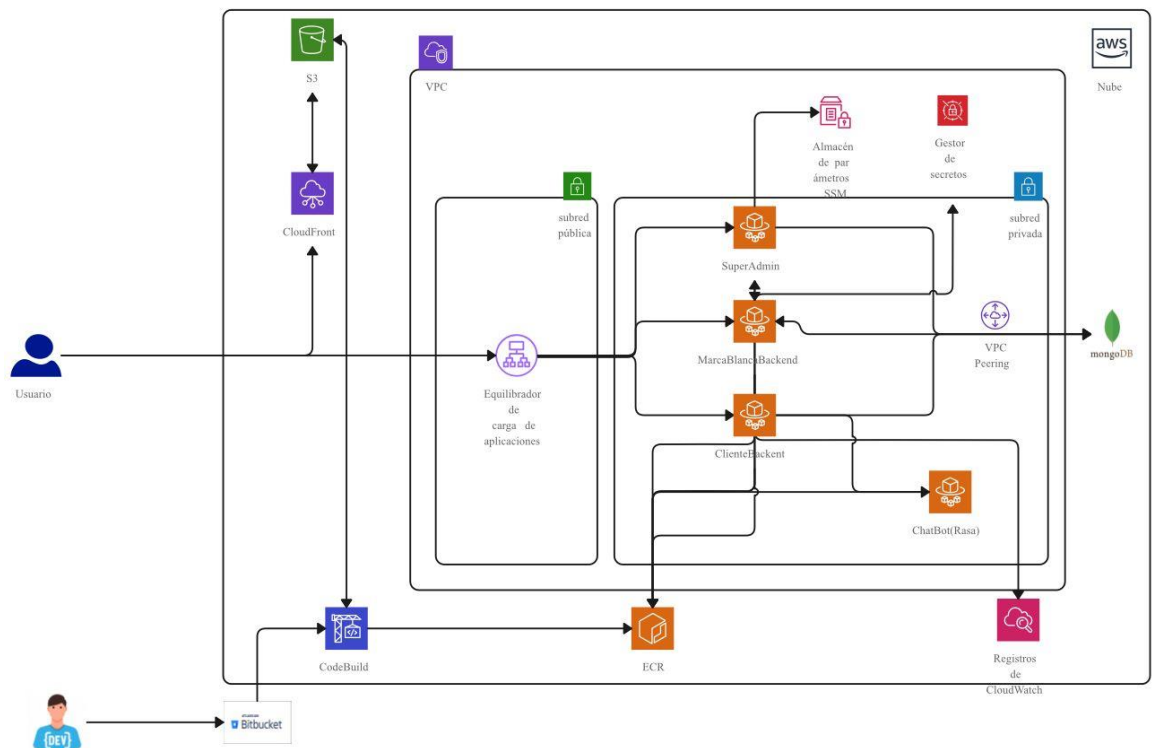 aws
Nube
S3
VPC
Almacén
de par
ámetros
SSM
Gestor
de
secretos
CloudFront
subred
pública
subred
privada
SuperAdmin
MarcaBlancaBackend
VPC
Peering
mongoDB
Usuario
Equilibrador
de
carga de
aplicaciones
ClienteBackent
ChatBot(Rasa)
CodeBuild
ECR
Registros
de
CloudWatch
Bitbucket
{DEV}